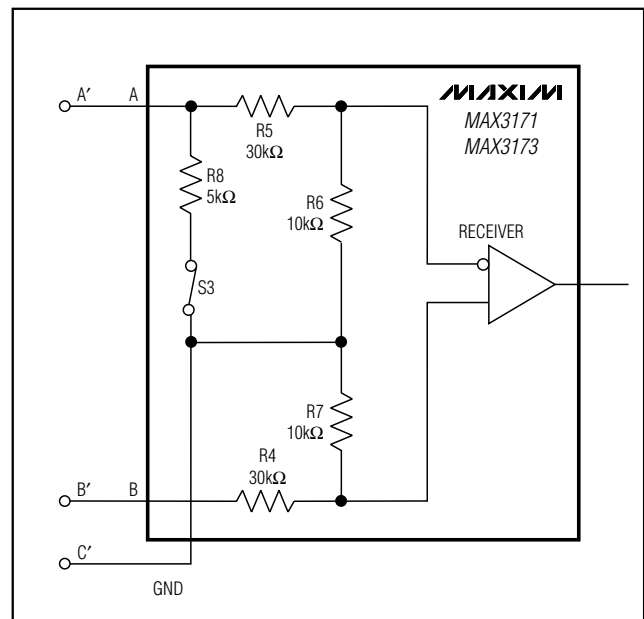 A′
A
MAXIM
MAX3171
MAX3173
R5
30kΩ
R8
5kΩ
R6
10kΩ
RECEIVER
S3
R7
10kΩ
R4
30kΩ
B′
B
C′
GND